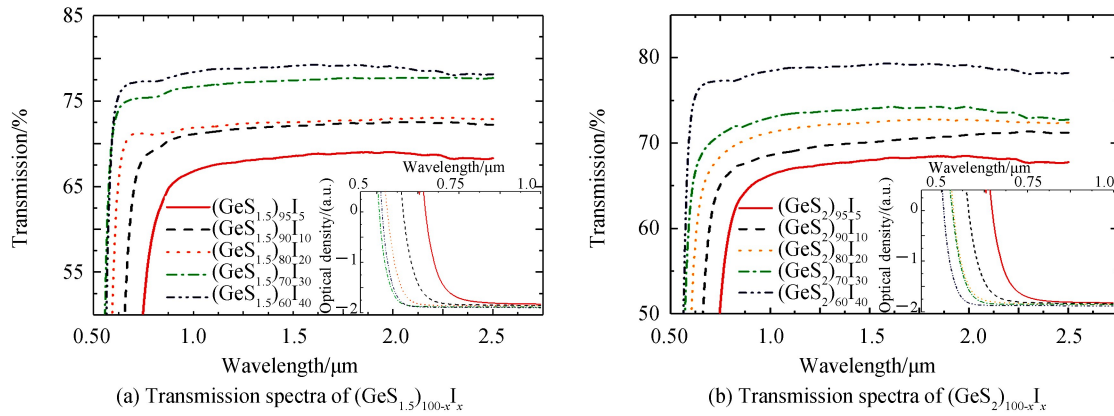 85
75
65
55
Transmission/%
0.50
1.0
1.5
2.0
2.5
Wavelength/μm
(GeS1.5)95I5
(GeS1.5)90I10
(GeS1.5)80I20
(GeS1.5)70I30
(GeS1.5)60I40
Wavelength/μm
0.5
0.75
1.0
Optical density/(a.u.)
0
−1
−2
(a) Transmission spectra of (GeS1.5)100-xIx
80
70
60
50
Transmission/%
0.50
1.0
1.5
2.0
2.5
Wavelength/μm
(GeS2)95I5
(GeS2)90I10
(GeS2)80I20
(GeS2)70I30
(GeS2)60I40
Wavelength/μm
0.5
0.75
1.0
Optical density/(a.u.)
0
−1
−2
(b) Transmission spectra of (GeS2)100-xIx